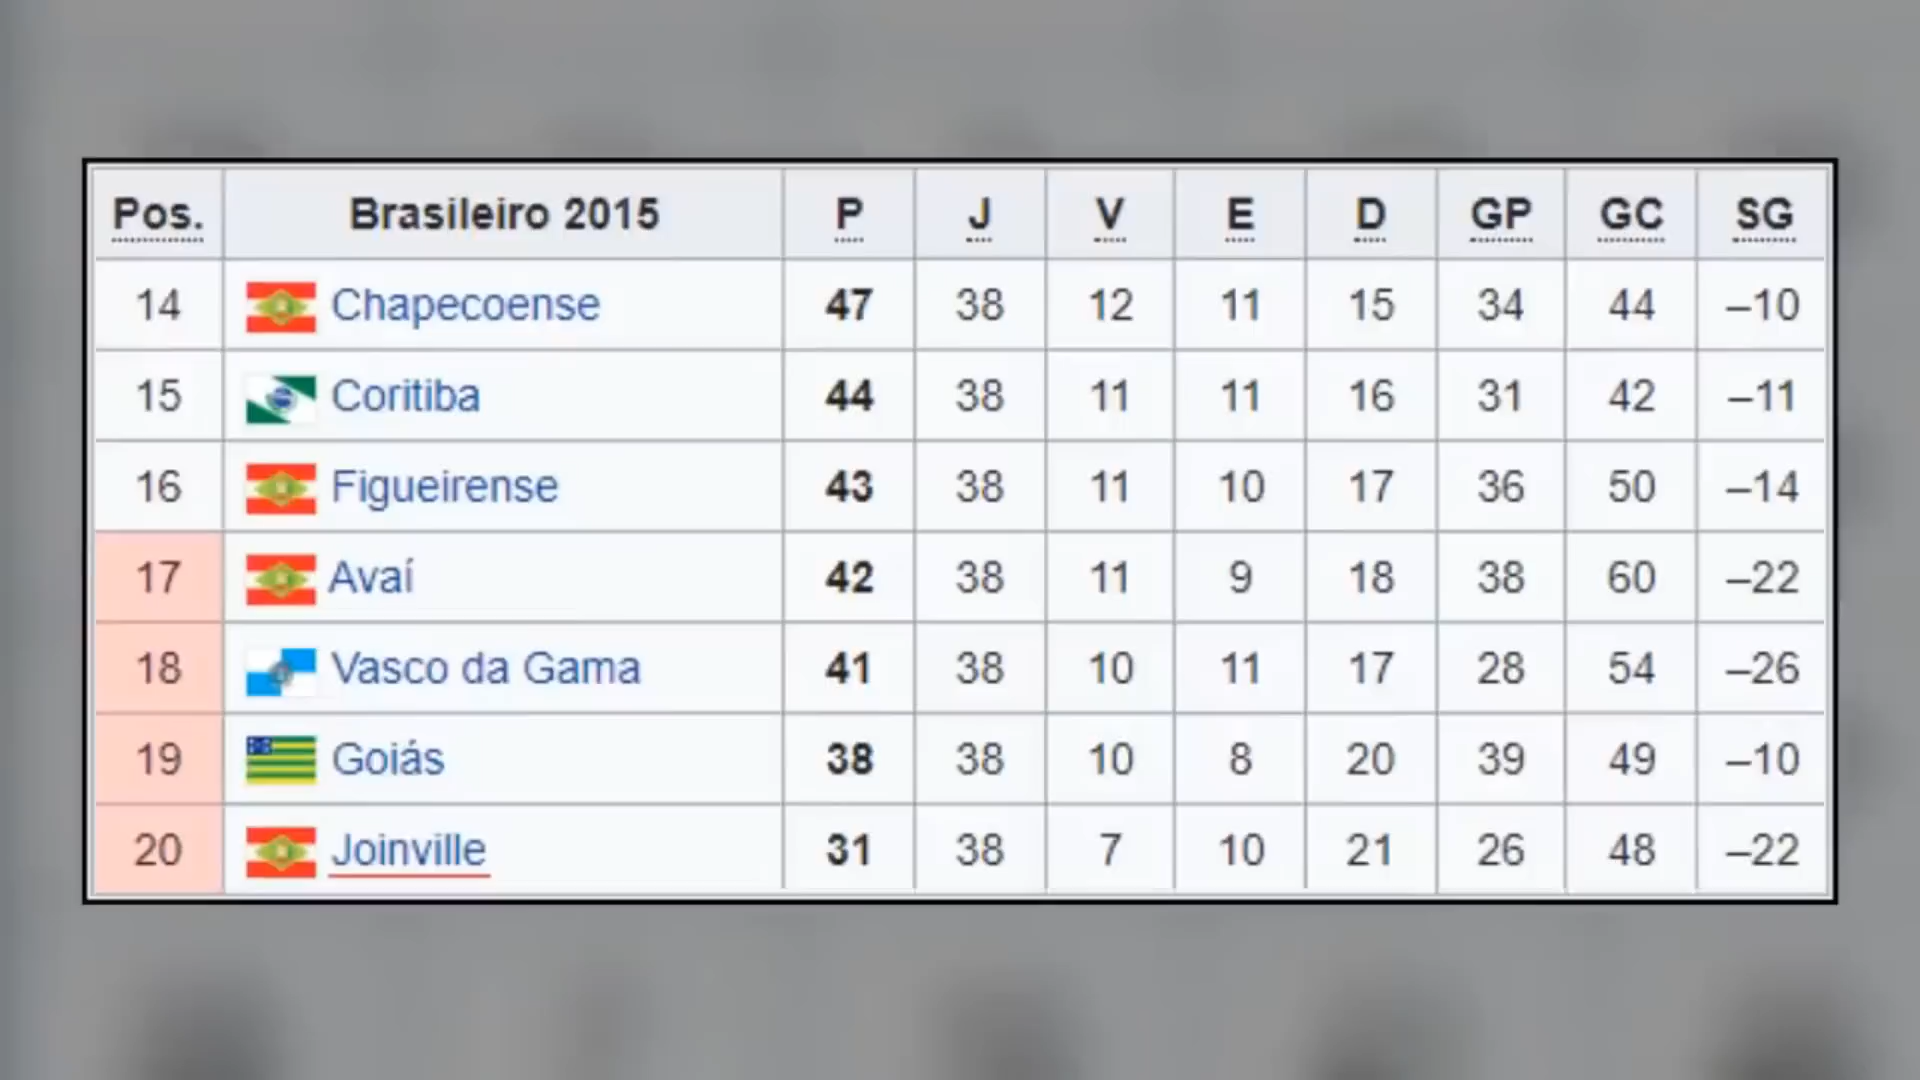 Pos. Brasileiro 2015 P J V E D GP GC SG
14 Chapecoense 47 38 12 11 15 34 44 –10
15 Coritiba 44 38 11 11 16 31 42 –11
16 Figueirense 43 38 11 10 17 36 50 –14
17 Avaí 42 38 11 9 18 38 60 –22
18 Vasco da Gama 41 38 10 11 17 28 54 –26
19 Goiás 38 38 10 8 20 39 49 –10
20 Joinville 31 38 7 10 21 26 48 –22